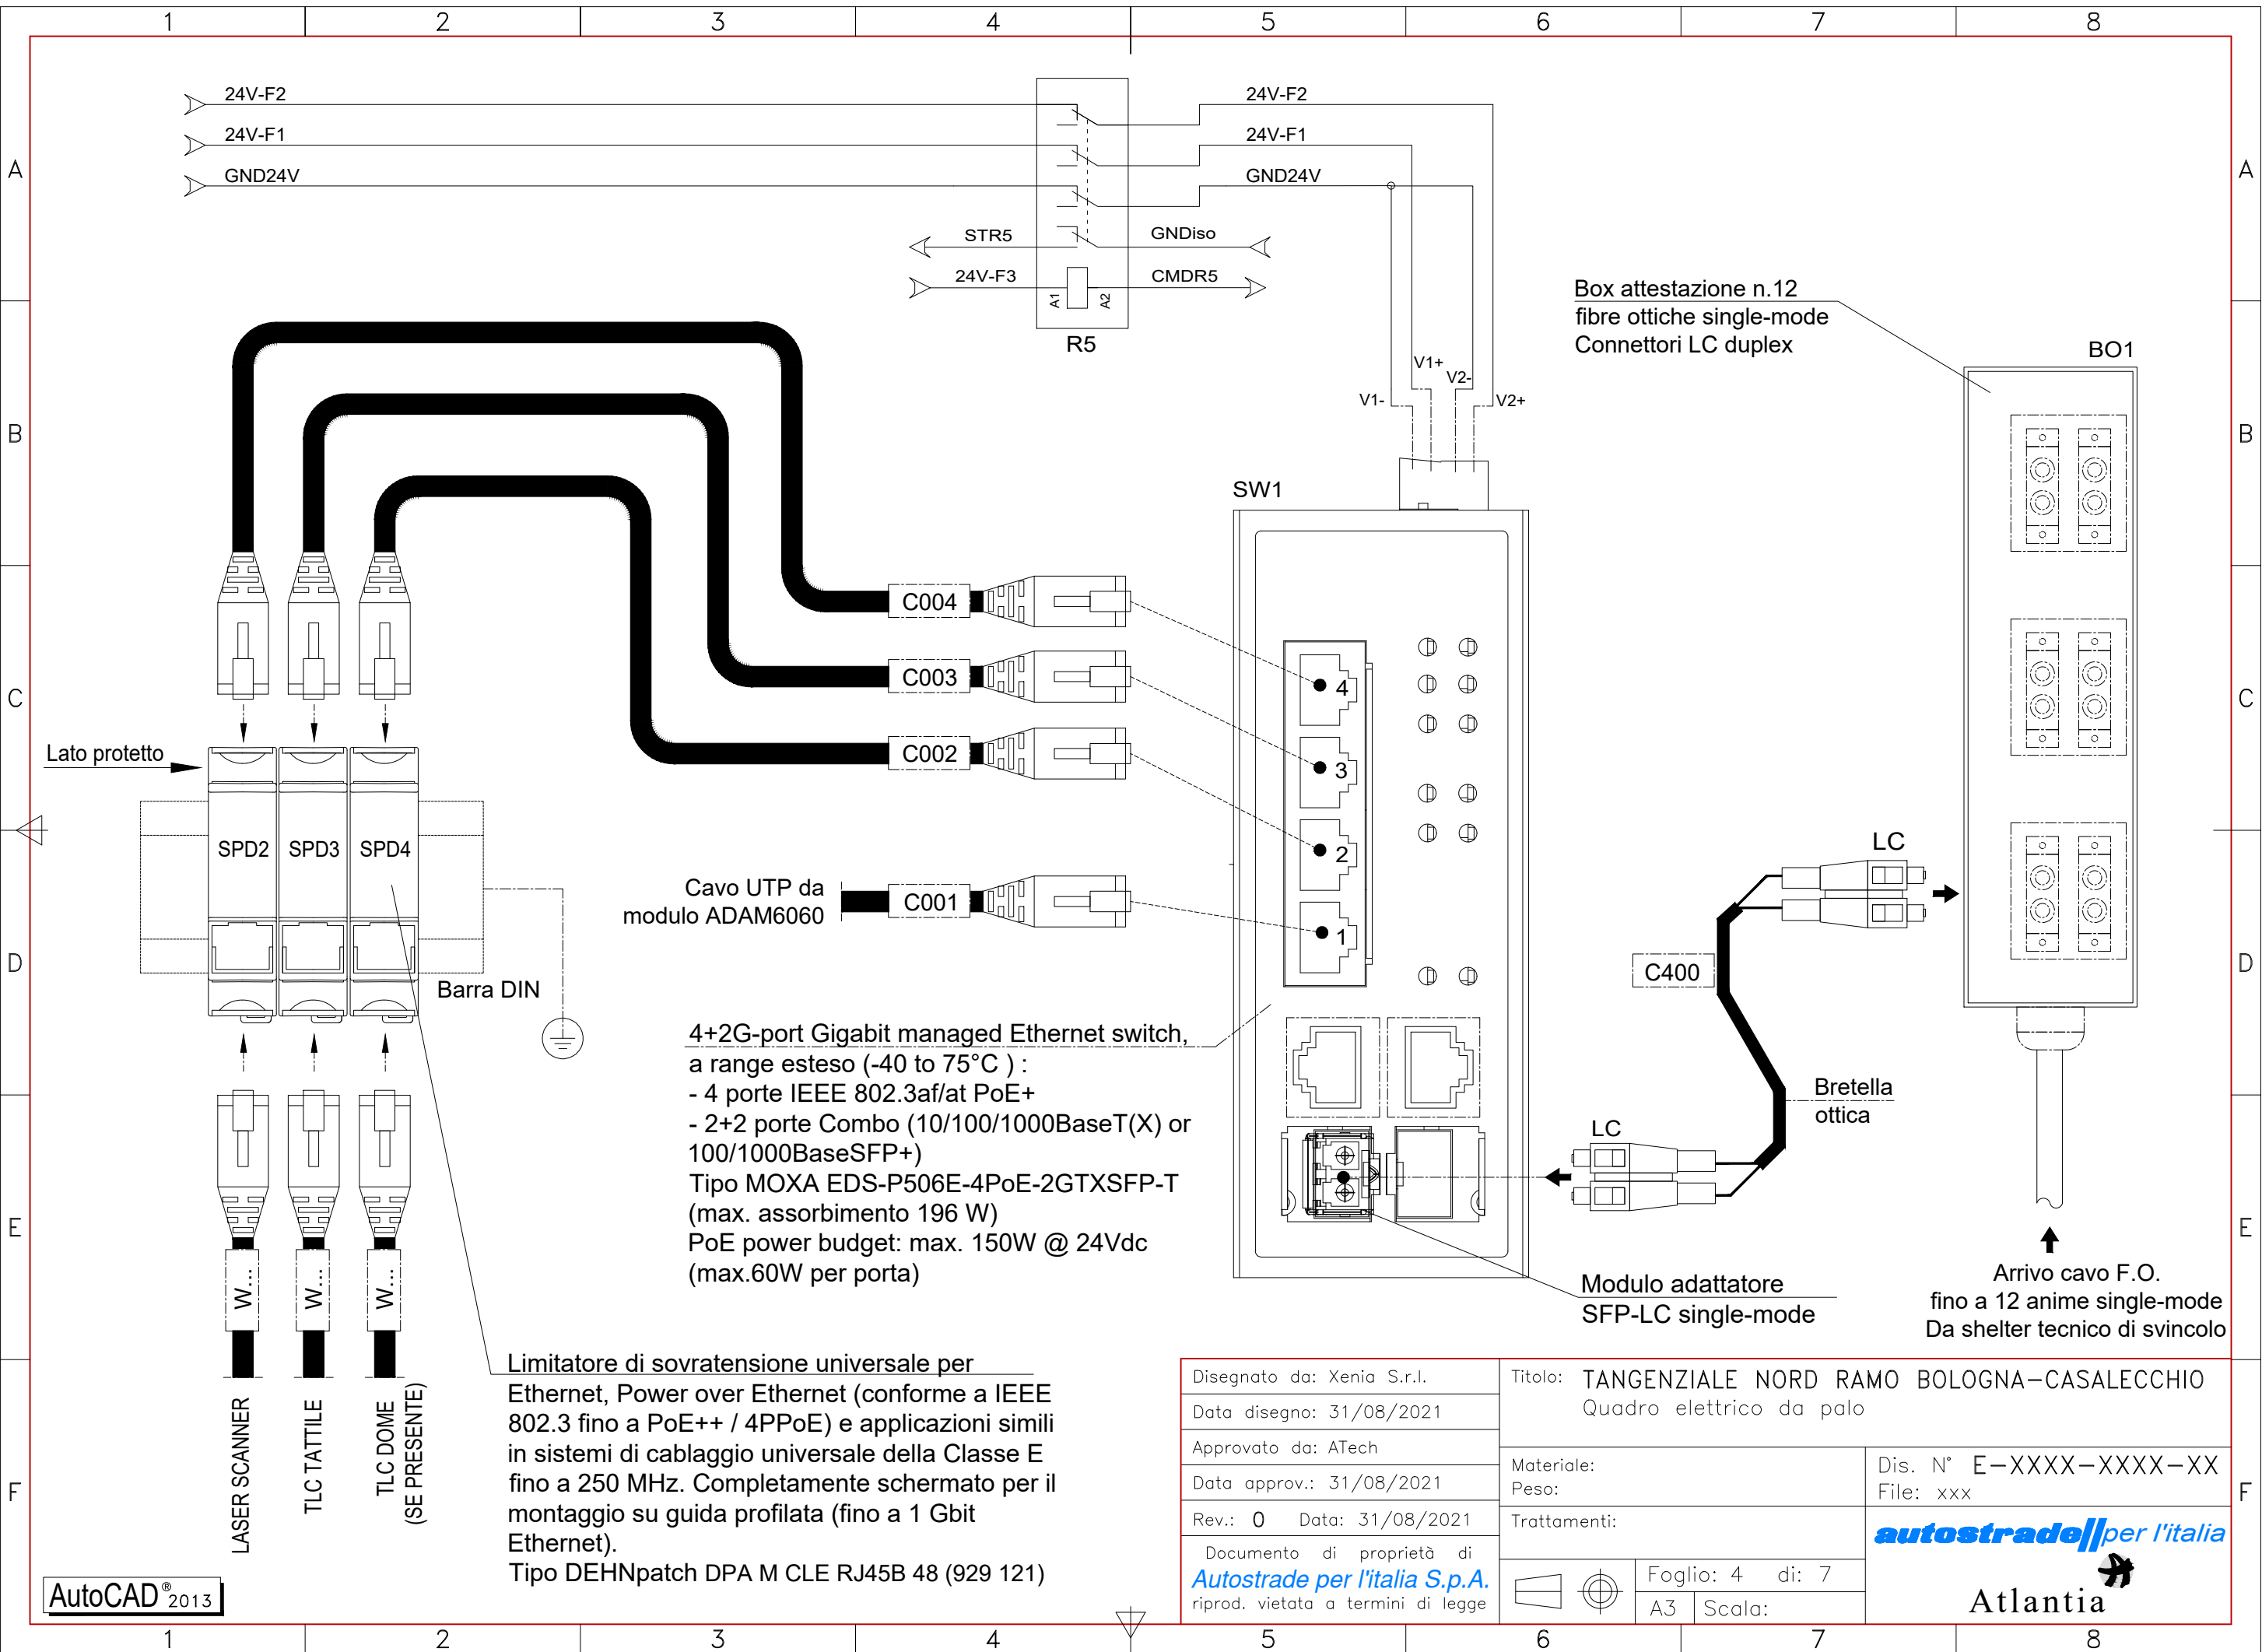 1 2 3 4 5 6 7 8
A A
B B
C C
D D
E E
F F
24V-F2
24V-F1
GND24V
STR5
24V-F3
A1
A2
GNDiso
CMDR5
R5
24V-F2
24V-F1
GND24V
V1+
V2-
V1-
V2+
Box attestazione n.12
fibre ottiche single-mode
Connettori LC duplex
BO1
SW1
C004
C003
C002
C001
4
3
2
1
Lato protetto
SPD2
SPD3
SPD4
Barra DIN
Cavo UTP da
modulo ADAM6060
LC
C400
Bretella
ottica
LC
4+2G-port Gigabit managed Ethernet switch,
a range esteso (-40 to 75°C ) :
- 4 porte IEEE 802.3af/at PoE+
- 2+2 porte Combo (10/100/1000BaseT(X) or
100/1000BaseSFP+)
Tipo MOXA EDS-P506E-4PoE-2GTXSFP-T
(max. assorbimento 196 W)
PoE power budget: max. 150W @ 24Vdc
(max.60W per porta)
Modulo adattatore
SFP-LC single-mode
Arrivo cavo F.O.
fino a 12 anime single-mode
Da shelter tecnico di svincolo
W...
W...
W...
LASER SCANNER
TLC TATTILE
TLC DOME
(SE PRESENTE)
Limitatore di sovratensione universale per
Ethernet, Power over Ethernet (conforme a IEEE
802.3 fino a PoE++ / 4PPoE) e applicazioni simili
in sistemi di cablaggio universale della Classe E
fino a 250 MHz. Completamente schermato per il
montaggio su guida profilata (fino a 1 Gbit
Ethernet).
Tipo DEHNpatch DPA M CLE RJ45B 48 (929 121)
AutoCAD® 2013
Disegnato da: Xenia S.r.l.
Data disegno: 31/08/2021
Approvato da: ATech
Data approv.: 31/08/2021
Rev.: 0 Data: 31/08/2021
Documento di proprietà di
Autostrade per l'italia S.p.A.
riprod. vietata a termini di legge
Titolo: TANGENZIALE NORD RAMO BOLOGNA-CASALECCHIO
Quadro elettrico da palo
Materiale:
Peso:
Dis. N° E-XXXX-XXXX-XX
File: xxx
Trattamenti:
Foglio: 4 di: 7
A3 Scala:
autostrade//per l'italia
Atlantia
1 2 3 4 5 6 7 8